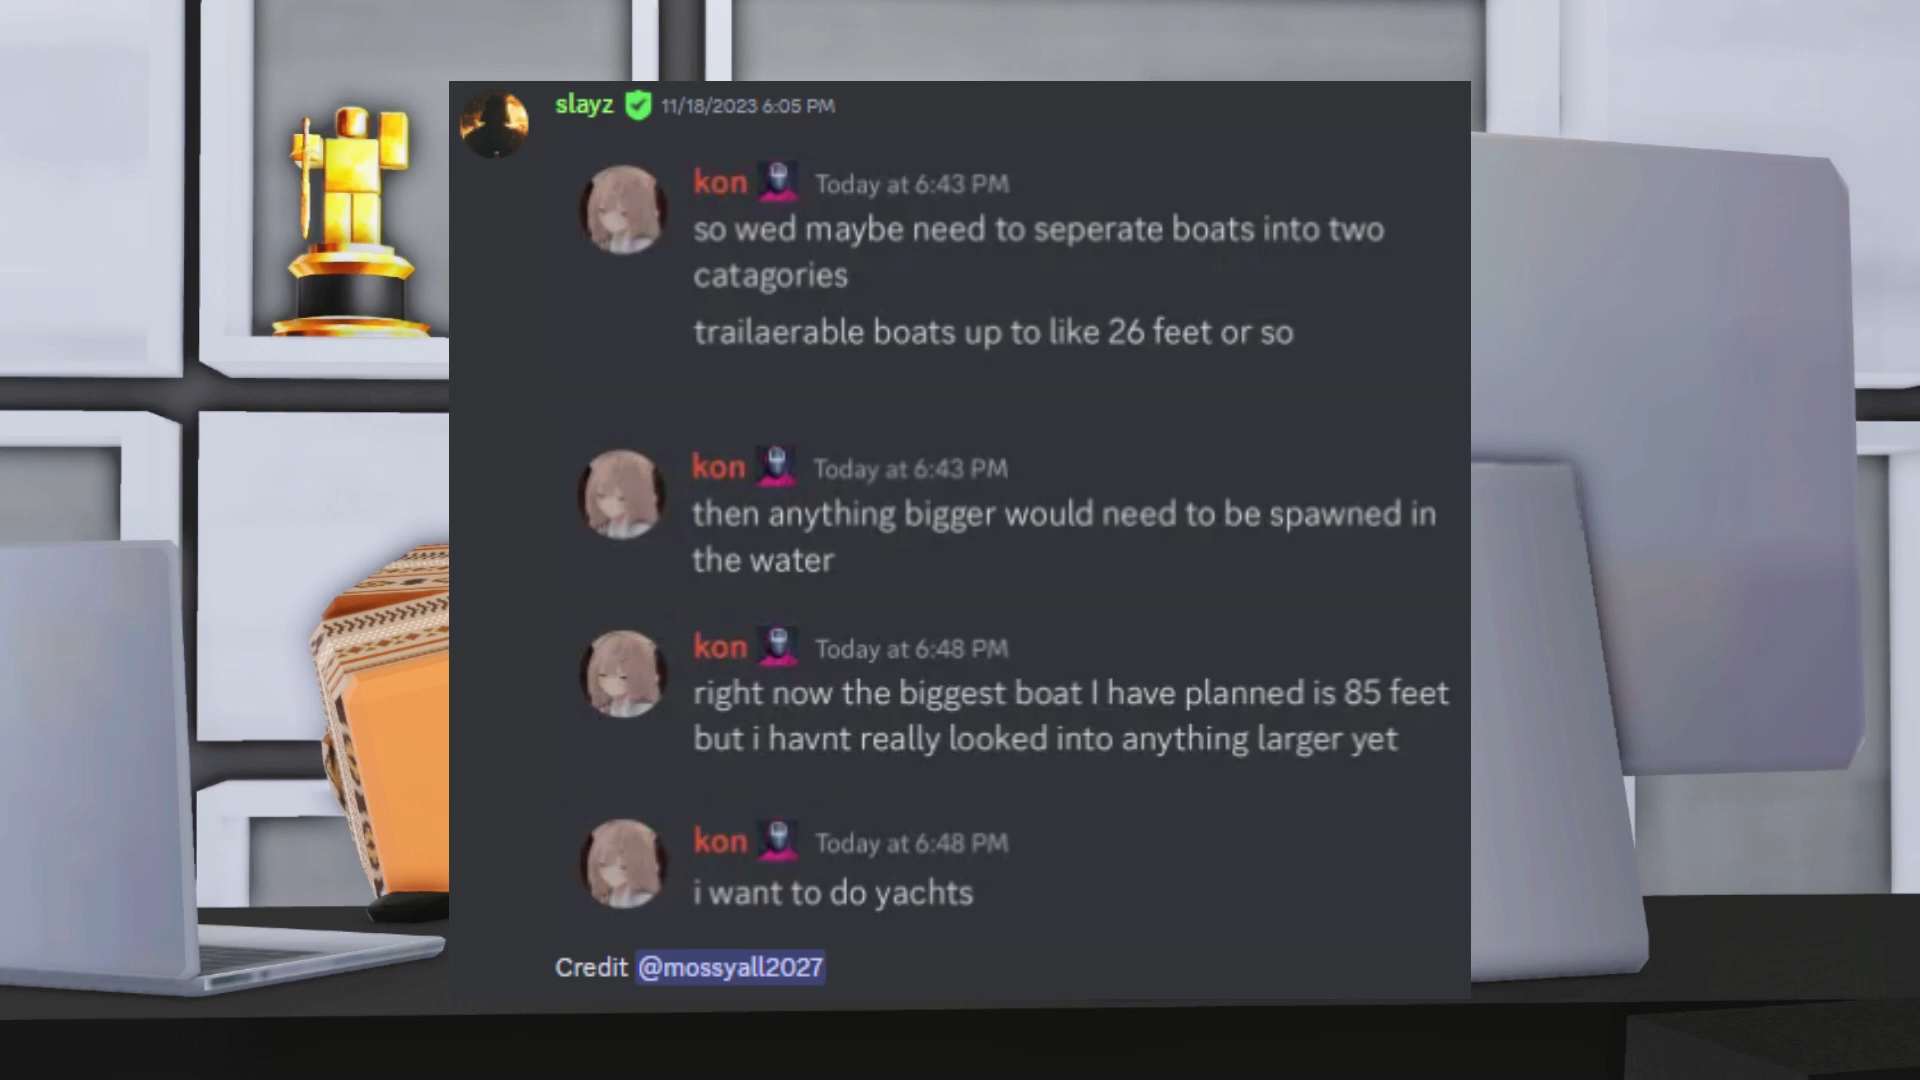 slayz 11/18/2023 6:05 PM
kon Today at 6:43 PM
so wed maybe need to seperate boats into two
catagories
trailaerable boats up to like 26 feet or so
kon Today at 6:43 PM
then anything bigger would need to be spawned in
the water
kon Today at 6:48 PM
right now the biggest boat I have planned is 85 feet
but i havnt really looked into anything larger yet
kon Today at 6:48 PM
i want to do yachts
Credit @mossyall2027